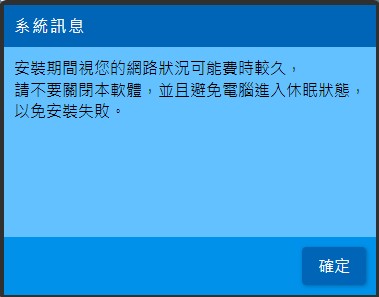 系統訊息
安裝期間視您的網路狀況可能費時較久，
請不要關閉本軟體，並且避免電腦進入休眠狀態，
以免安裝失敗。
確定